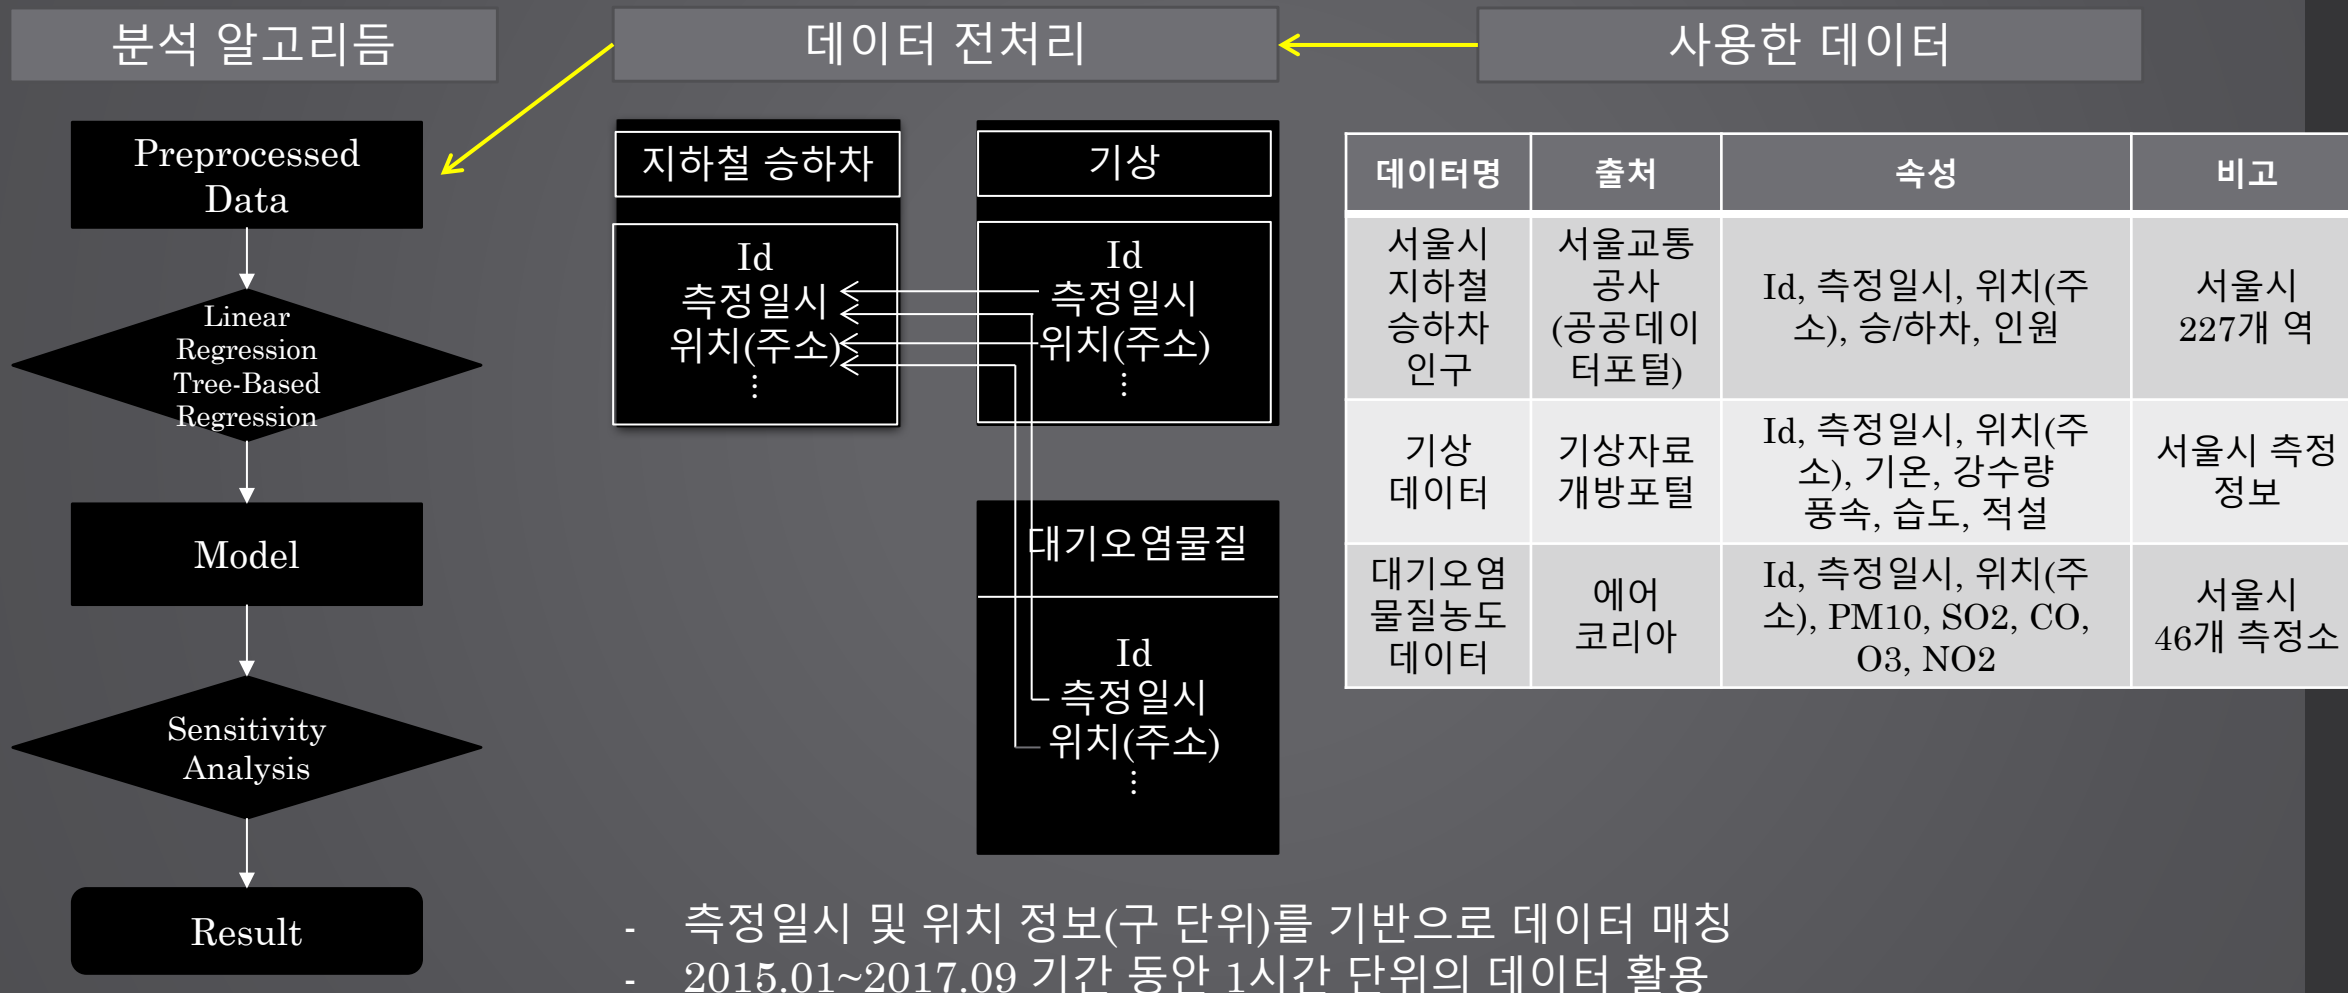 분석 알고리듬
데이터 전처리
사용한 데이터
Preprocessed
Data
Linear
Regression
Tree-Based
Regression
Model
Sensitivity
Analysis
Result
지하철 승하차
Id
측정일시
위치(주소)
⋮
기상
Id
측정일시
위치(주소)
⋮
대기오염물질
Id
측정일시
위치(주소)
⋮
데이터명
출처
속성
비고
서울시
지하철
승하차
인구
서울교통
공사
(공공데이
터포털)
Id, 측정일시, 위치(주
소), 승/하차, 인원
서울시
227개 역
기상
데이터
기상자료
개방포털
Id, 측정일시, 위치(주
소), 기온, 강수량
풍속, 습도, 적설
서울시 측정
정보
대기오염
물질농도
데이터
에어
코리아
Id, 측정일시, 위치(주
소), PM10, SO2, CO,
O3, NO2
서울시
46개 측정소
- 측정일시 및 위치 정보(구 단위)를 기반으로 데이터 매칭
- 2015.01~2017.09 기간 동안 1시간 단위의 데이터 활용